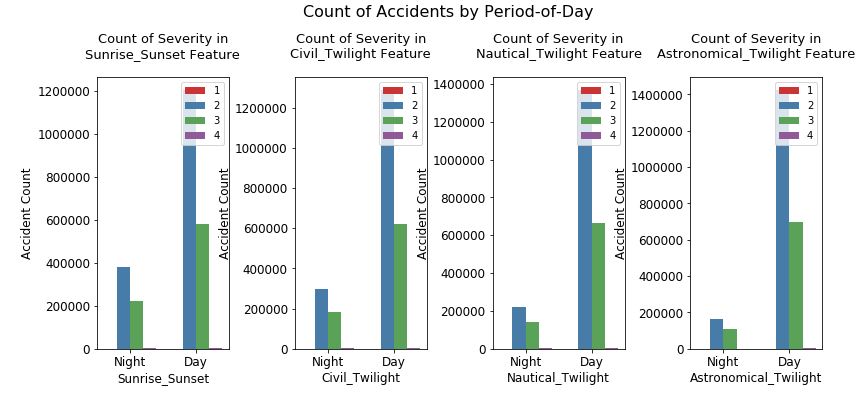 Count of Accidents by Period-of-Day
Count of Severity in
Sunrise_Sunset Feature
1200000
1000000
800000
600000
400000
200000
0
Accident Count
1
2
3
4
Night
Day
Sunrise_Sunset
Count of Severity in
Civil_Twilight Feature
1200000
1000000
800000
600000
400000
200000
0
Accident Count
1
2
3
4
Night
Day
Civil_Twilight
Count of Severity in
Nautical_Twilight Feature
1400000
1200000
1000000
800000
600000
400000
200000
0
Accident Count
1
2
3
4
Night
Day
Nautical_Twilight
Count of Severity in
Astronomical_Twilight Feature
1400000
1200000
1000000
800000
600000
400000
200000
0
Accident Count
1
2
3
4
Night
Day
Astronomical_Twilight